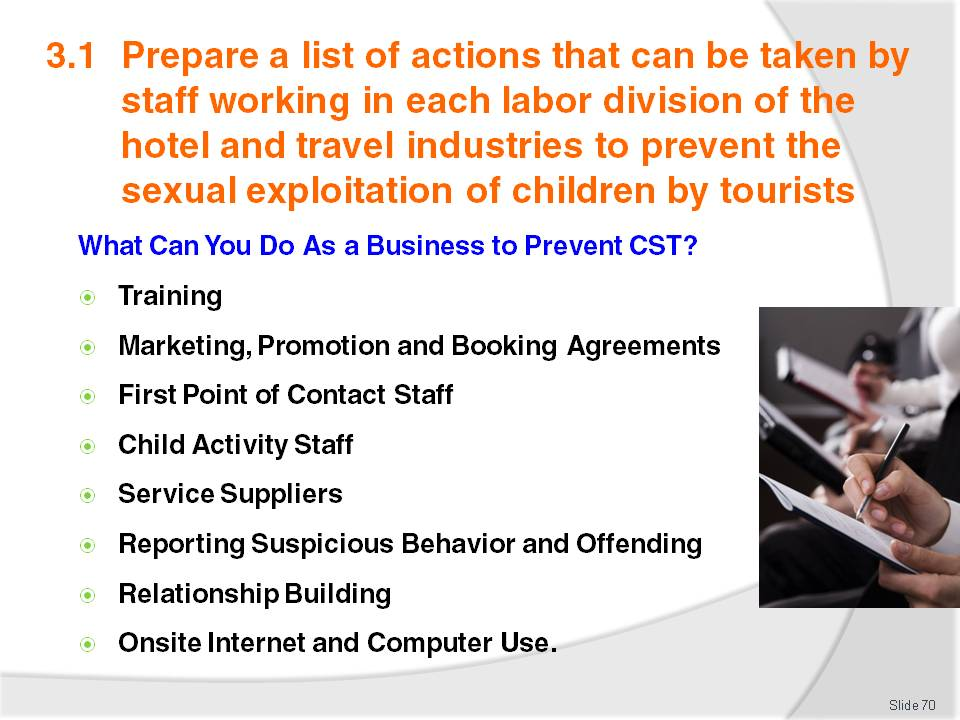 3.1 Prepare a list of actions that can be taken by
staff working in each labor division of the
hotel and travel industries to prevent the
sexual exploitation of children by tourists
What Can You Do As a Business to Prevent CST?
Training
Marketing, Promotion and Booking Agreements
First Point of Contact Staff
Child Activity Staff
Service Suppliers
Reporting Suspicious Behavior and Offending
Relationship Building
Onsite Internet and Computer Use.
Slide 70